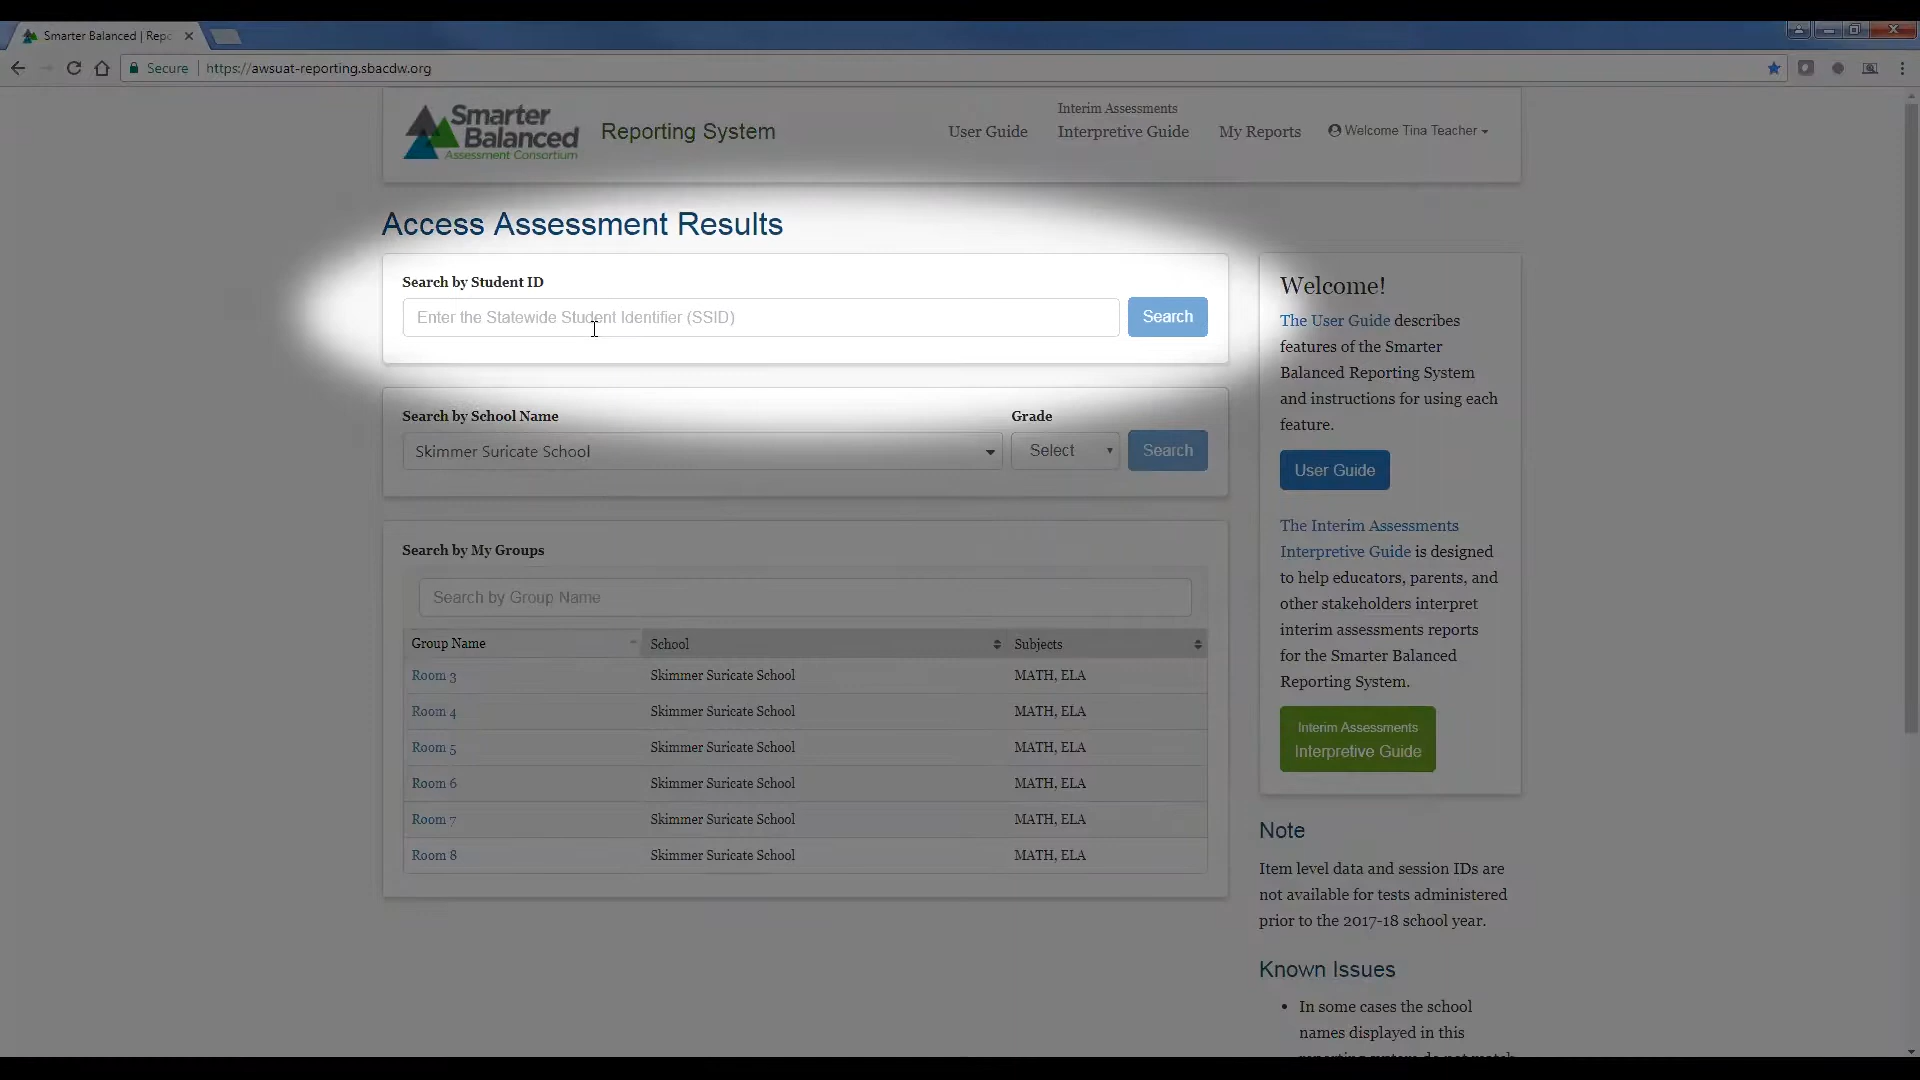 Smarter Balanced | Repo
Secure https://awsuat-reporting.sbacdw.org
Smarter
Balanced
Assessment Consortium
Reporting System
User Guide
Interim Assessments
Interpretive Guide
My Reports
Welcome Tina Teacher
Access Assessment Results
Search by Student ID
Enter the Statewide Student Identifier (SSID)
Search
Search by School Name
Grade
Skimmer Suricate School
Select
Search
Search by My Groups
Search by Group Name
Group Name School Subjects
Room 3 Skimmer Suricate School MATH, ELA
Room 4 Skimmer Suricate School MATH, ELA
Room 5 Skimmer Suricate School MATH, ELA
Room 6 Skimmer Suricate School MATH, ELA
Room 7 Skimmer Suricate School MATH, ELA
Room 8 Skimmer Suricate School MATH, ELA
Welcome!
The User Guide describes
features of the Smarter
Balanced Reporting System
and instructions for using each
feature.
User Guide
The Interim Assessments
Interpretive Guide is designed
to help educators, parents, and
other stakeholders interpret
interim assessments reports
for the Smarter Balanced
Reporting System.
Interim Assessments
Interpretive Guide
Note
Item level data and session IDs are
not available for tests administered
prior to the 2017-18 school year.
Known Issues
• In some cases the school
names displayed in this